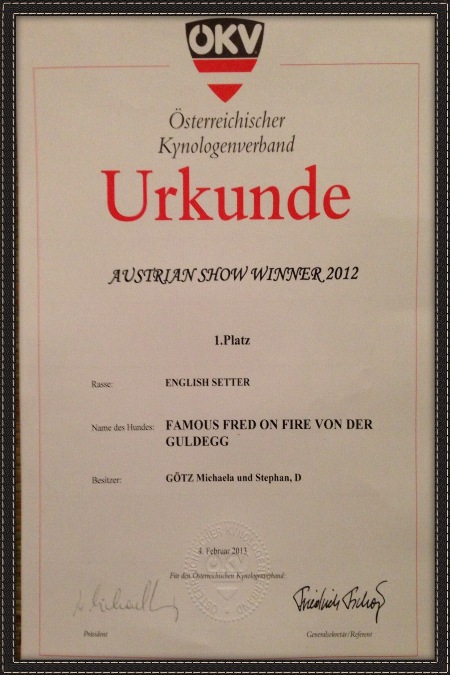 ÖKV
Österreichischer
Kynologenverband
Urkunde
AUSTRIAN SHOW WINNER 2012
1.Platz
Rasse: ENGLISH SETTER
Name des Hundes: FAMOUS FRED ON FIRE VON DER
GULDEGG
Besitzer: GÖTZ Michaela und Stephan, D
ÖKV
4. Februar 2013
Für den Österreichischen Kynologenverband:
Präsident Generalsekretär/Referent